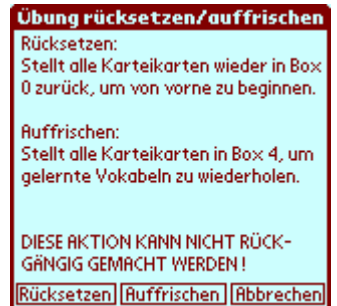 Übung rücksetzen/auffrischen
Rücksetzen:
Stellt alle Karteikarten wieder in Box
0 zurück, um von vorne zu beginnen.
Auffrischen:
Stellt alle Karteikarten in Box 4, um
gelernte Vokabeln zu wiederholen.
DIESE AKTION KANN NICHT RÜCK-
GÄNGIG GEMACHT WERDEN !
Rücksetzen Auffrischen Abbrechen